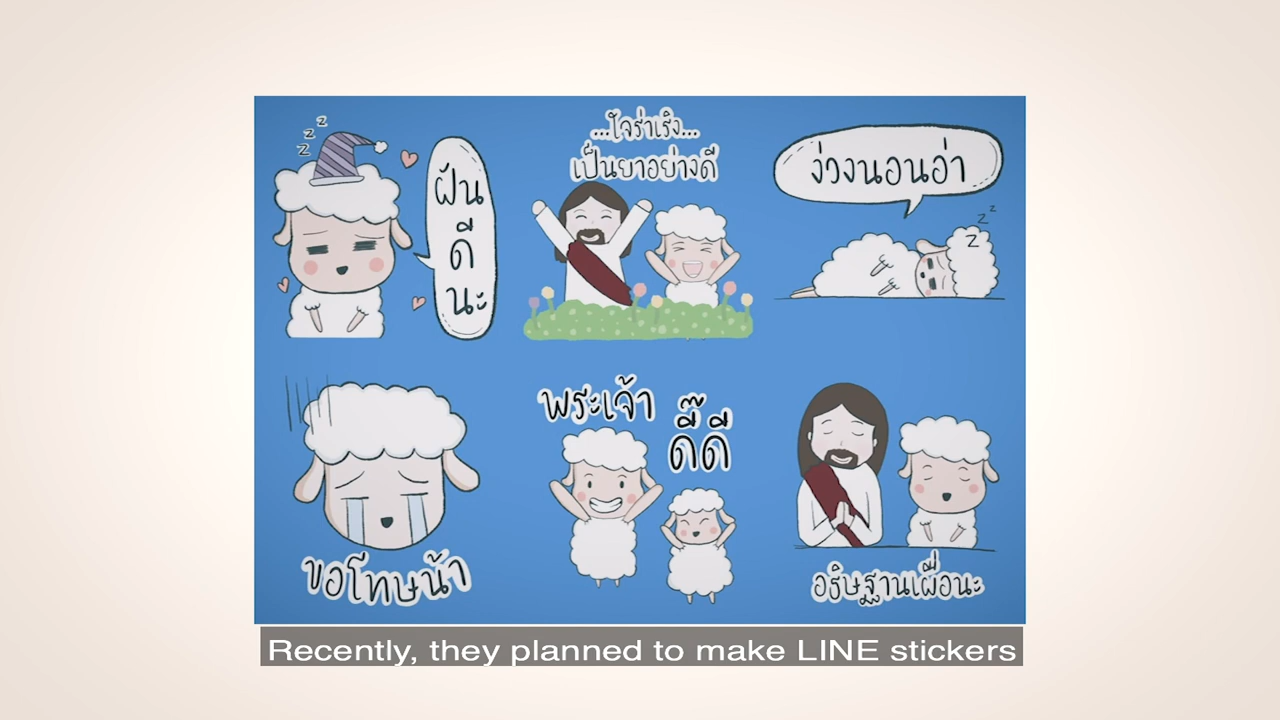 z z z
ฝันดีนะ
...ใจร่าเริง...
เป็นยาอย่างดี
ง่วงนอนอ่า
z z z
ขอโทษน้า
พระเจ้า
ดี๊ดี
อธิษฐานเผื่อนะ
Recently, they planned to make LINE stickers